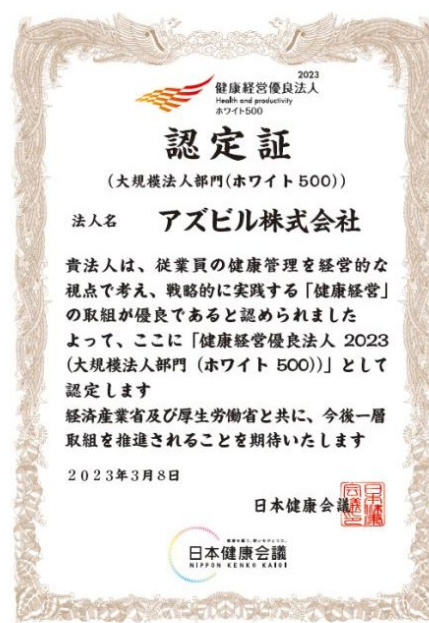 2023
健康経営優良法人
Health and productivity
ホワイト500
認定証
(大規模法人部門(ホワイト500))
法人名 アズビル株式会社
貴法人は、従業員の健康管理を経営的な
視点で考え、戦略的に実践する「健康経営」
の取組が優良であると認められました
よって、ここに「健康経営優良法人 2023
(大規模法人部門（ホワイト 500))」として
認定します
経済産業省及び厚生労働省と共に、今後一層
取組を推進されることを期待いたします
2023年3月8日
日本健康会議
日本健康会議
NIPPON KENKO KAIGI